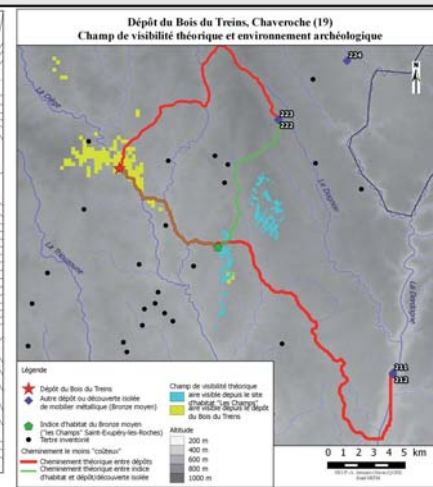 Dépôt du Bois du Treins, Chaveroche (19)
Champ de visibilité théorique et environnement archéologique
224
N
La Diège
223
222
Le Dognon
La Dordogne
211
212
Légende
Dépôt du Bois du Treins
Autre dépôt ou découverte isolée
de mobilier métallique (Bronze moyen)
Indice d'habitat du Bronze moyen
("les Champs" Saint-Exupéry-les-Roches)
Tertre inventorié
Cheminement le moins "coûteux"
Cheminement théorique entre dépôts
Cheminement théorique entre indice
d'habitat et dépôt/découverte isolée
Champ de visibilité théorique
aire visible depuis le site
d'habitat "Les Champs"
aire visible depuis le dépôt
du Bois du Treins
Altitude
200 m
400 m
600 m
800 m
1000 m
0 1 2 3 4 km